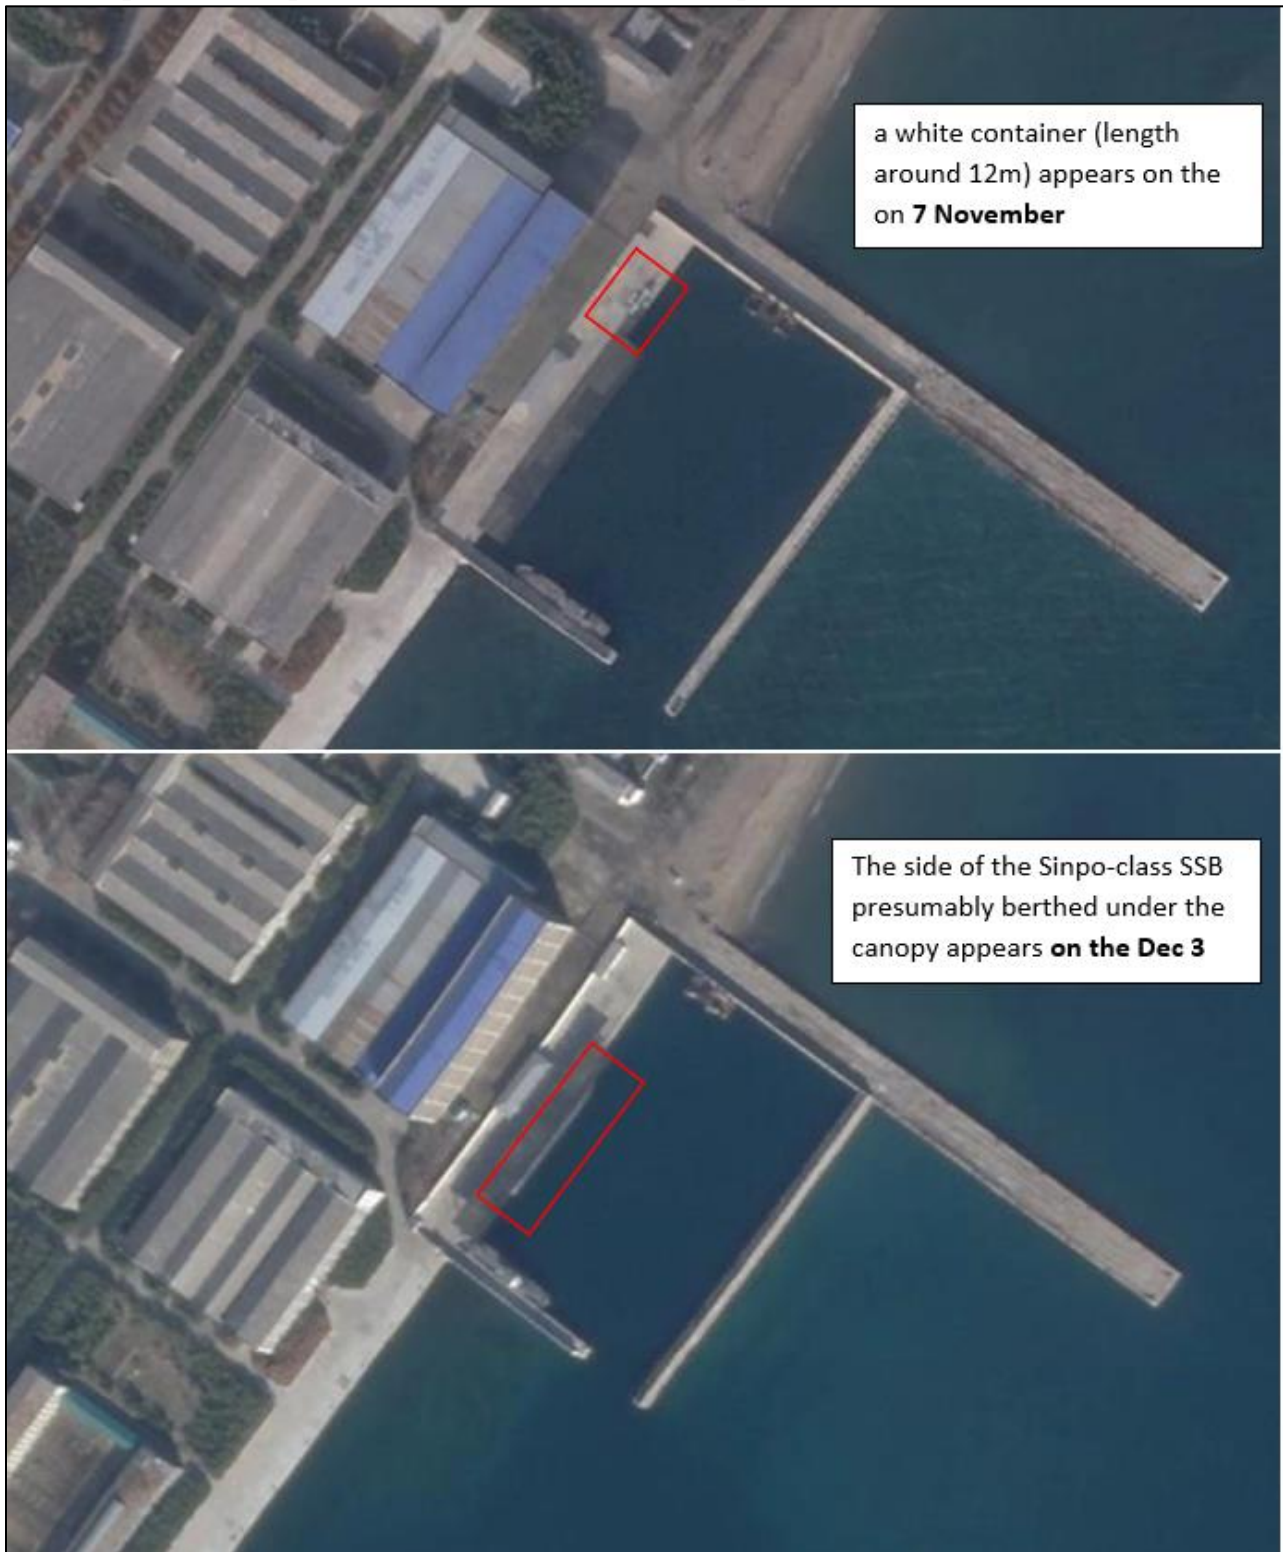 a white container (length
around 12m) appears on the
on 7 November
The side of the Sinpo-class SSB
presumably berthed under the
canopy appears on the Dec 3